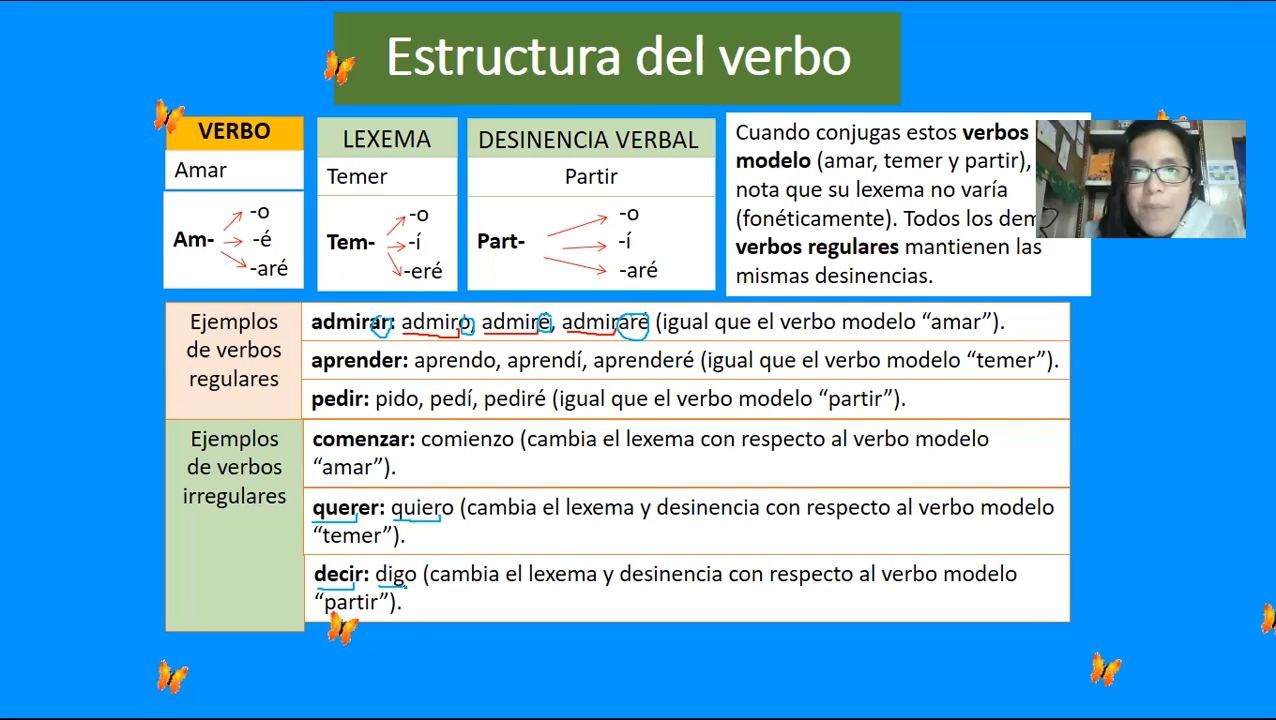 Estructura del verbo
VERBO
Amar
Am-
-o
-é
-aré
LEXEMA
Temer
Tem-
-o
-í
-eré
DESINENCIA VERBAL
Partir
Part-
-o
-í
-aré
Cuando conjugas estos verbos
modelo (amar, temer y partir),
nota que su lexema no varía
(fonéticamente). Todos los dem
verbos regulares mantienen las
mismas desinencias.
Ejemplos
de verbos
regulares
admirar: admiro, admiré, admiraré (igual que el verbo modelo “amar”).
aprender: aprendo, aprendí, aprenderé (igual que el verbo modelo “temer”).
pedir: pido, pedí, pediré (igual que el verbo modelo “partir”).
Ejemplos
de verbos
irregulares
comenzar: comienzo (cambia el lexema con respecto al verbo modelo
“amar”).
querer: quiero (cambia el lexema y desinencia con respecto al verbo modelo
“temer”).
decir: digo (cambia el lexema y desinencia con respecto al verbo modelo
“partir”).